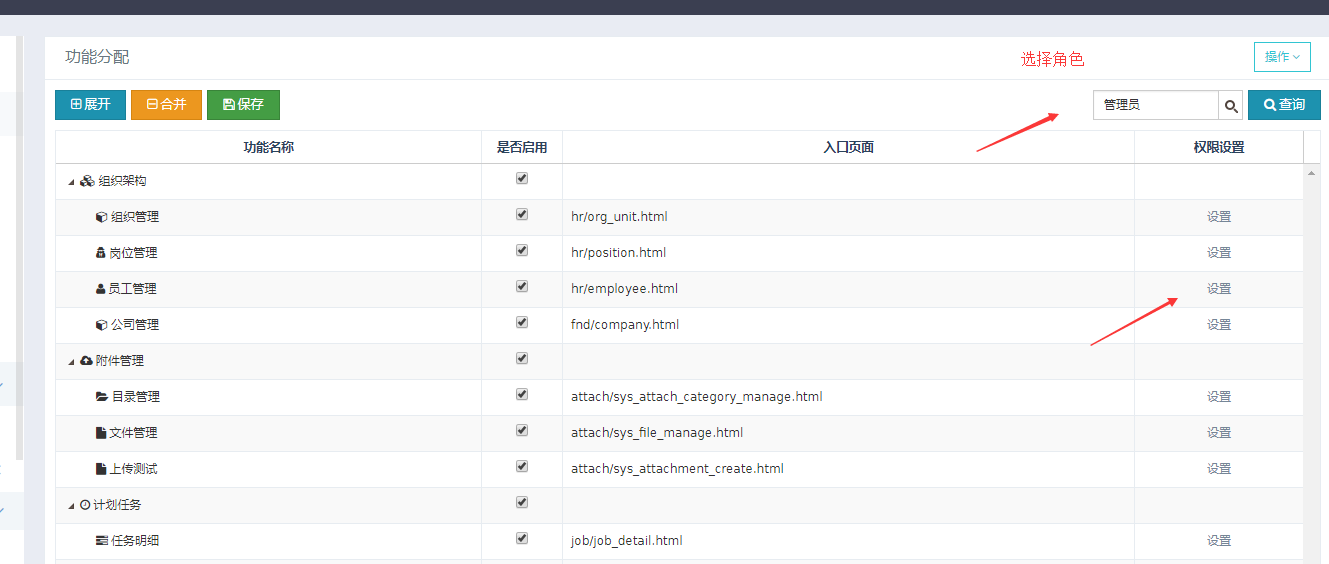 功能分配
选择角色
操作
展开 合并 保存 管理员 查询
功能名称 是否启用 入口页面 权限设置
组织架构
组织管理 hr/org_unit.html 设置
岗位管理 hr/position.html 设置
员工管理 hr/employee.html 设置
公司管理 fnd/company.html 设置
附件管理
目录管理 attach/sys_attach_category_manage.html 设置
文件管理 attach/sys_file_manage.html 设置
上传测试 attach/sys_attachment_create.html 设置
计划任务
任务明细 job/job_detail.html 设置